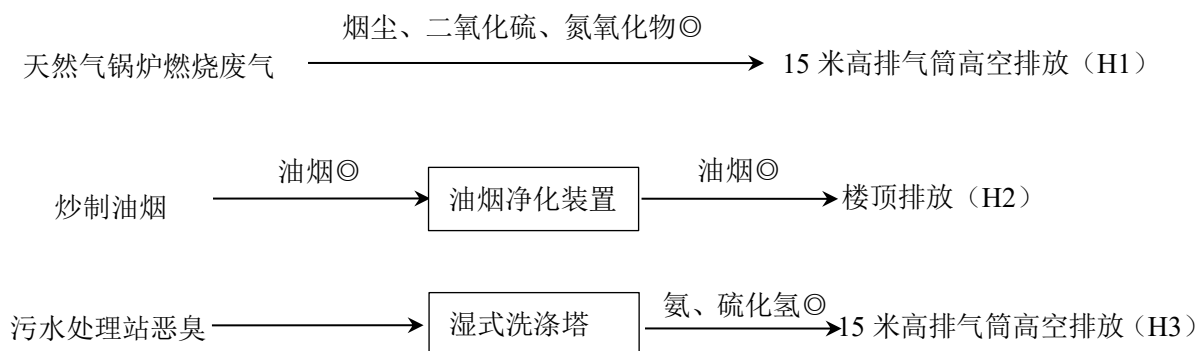 烟尘、二氧化硫、氮氧化物◎
天然气锅炉燃烧废气
15 米高排气筒高空排放（H1）
油烟◎
油烟◎
炒制油烟
油烟净化装置
楼顶排放（H2）
氨、硫化氢◎
污水处理站恶臭
湿式洗涤塔
15 米高排气筒高空排放（H3）